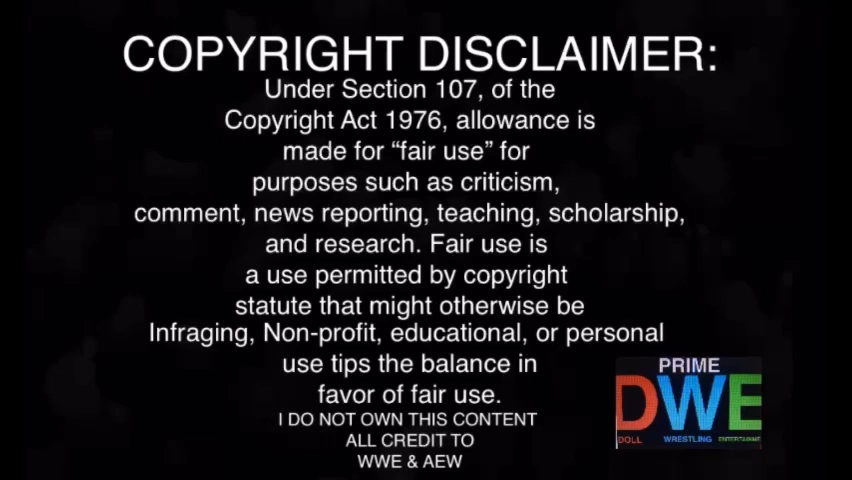 COPYRIGHT DISCLAIMER:
Under Section 107, of the
Copyright Act 1976, allowance is
made for “fair use” for
purposes such as criticism,
comment, news reporting, teaching, scholarship,
and research. Fair use is
a use permitted by copyright
statute that might otherwise be
Infraging, Non-profit, educational, or personal
use tips the balance in
favor of fair use.
I DO NOT OWN THIS CONTENT
ALL CREDIT TO
WWE & AEW
PRIME
DWE
DOLL WRESTLING